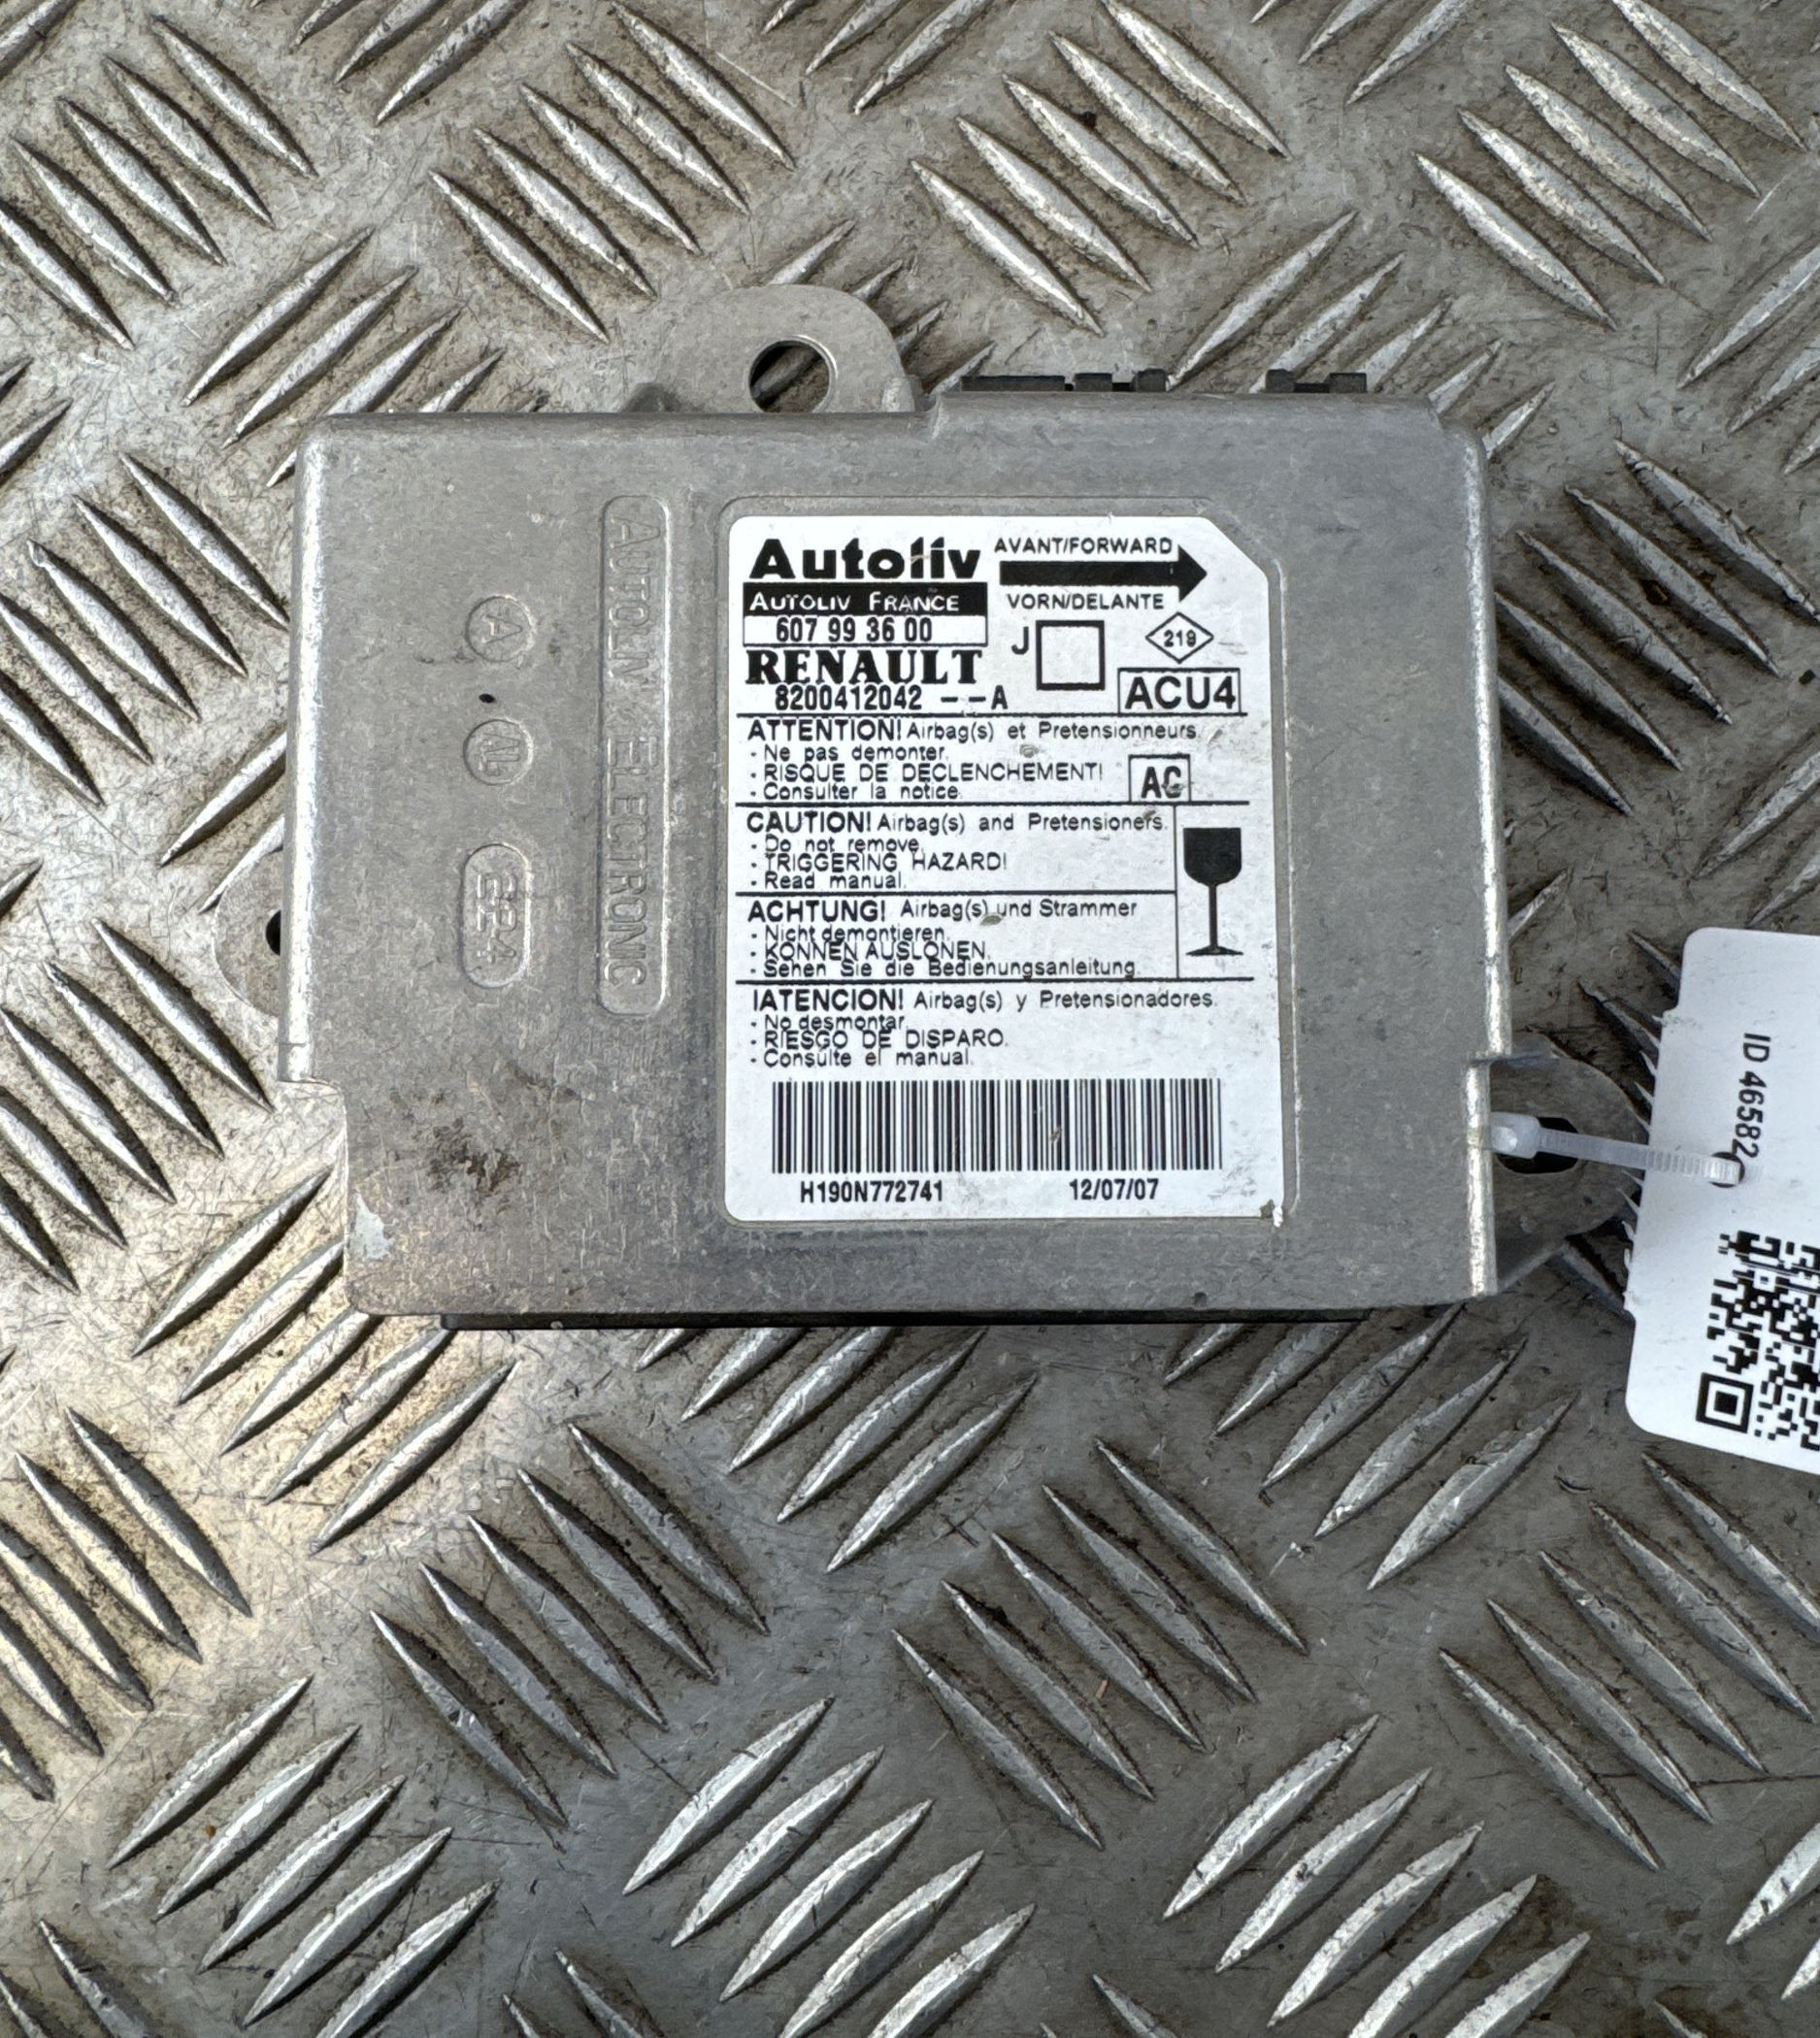 Autoliv
AUTOLIV FRANCE
607 99 36 00
RENAULT
8200412042 --A
AVANT/FORWARD
VORN/DELANTE
J
219
ACU4
ATTENTION! Airbag(s) et Pretensionneurs
- Ne pas demonter.
- RISQUE DE DECLENCHEMENT!
- Consulter la notice.
AC
CAUTION! Airbag(s) and Pretensioners.
- Do not remove.
- TRIGGERING HAZARD!
- Read manual.
ACHTUNG! Airbag(s) und Strammer
- Nicht demontieren.
- KONNEN AUSLONEN.
- Sehen Sie die Bedienungsanleitung.
IATENCION! Airbag(s) y Pretensionadores.
- No desmontar.
- RIESGO DE DISPARO.
- Consulte el manual.
H190N772741 12/07/07
AUTOLIV ELECTRONIC
A
ID 46582